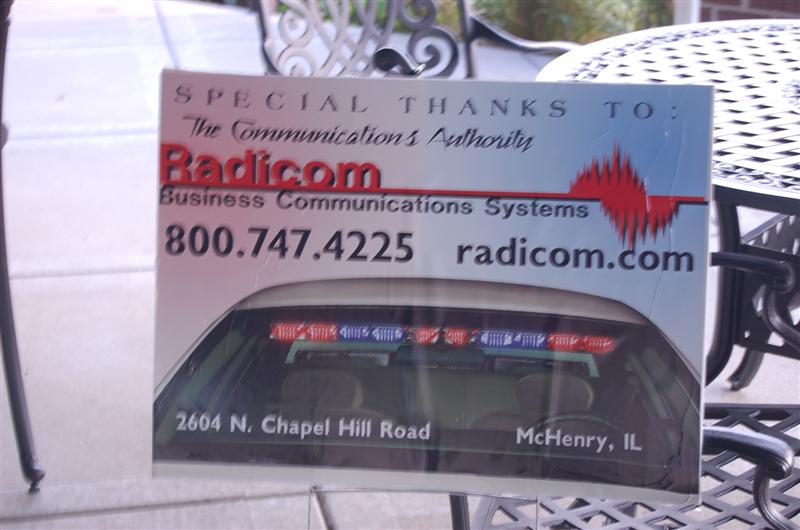 SPECIAL THANKS TO:
The Communications Authority
Radicom
Business Communications Systems
800.747.4225 radicom.com
2604 N. Chapel Hill Road McHenry, IL